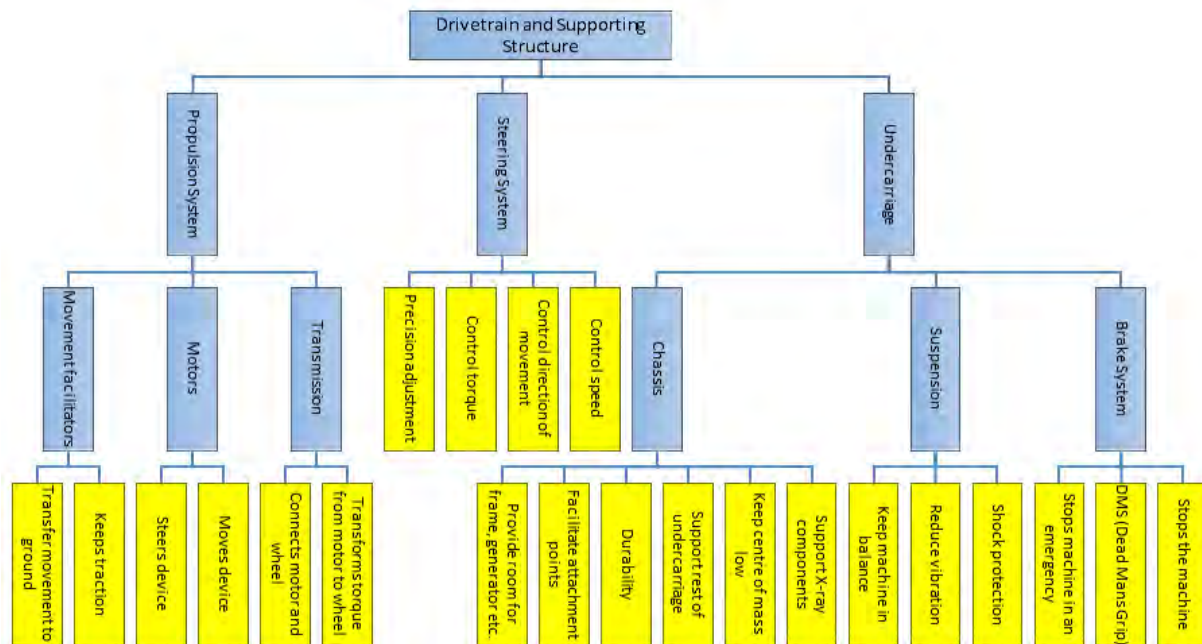 Drivetrain and Supporting
Structure
Propulsion System
Steering System
Undercarriage
Movement facilitators
Motors
Transmission
Precision adjustment
Control torque
Control direction of
movement
Control speed
Chassis
Suspension
Brake System
Transfer movement to
ground
Keeps traction
Steers device
Moves device
Connects motor and
wheel
Transforms torque
from motor to wheel
Provide room for
frame, generator etc.
Facilitate attachment
points
Durability
Support rest of
undercarriage
Keep centre of mass
low
Support X-ray
components
Keep machine in
balance
Reduce vibration
Shock protection
Stops machine in an
emergency
DMS (Dead Mans Grip)
Stops the machine